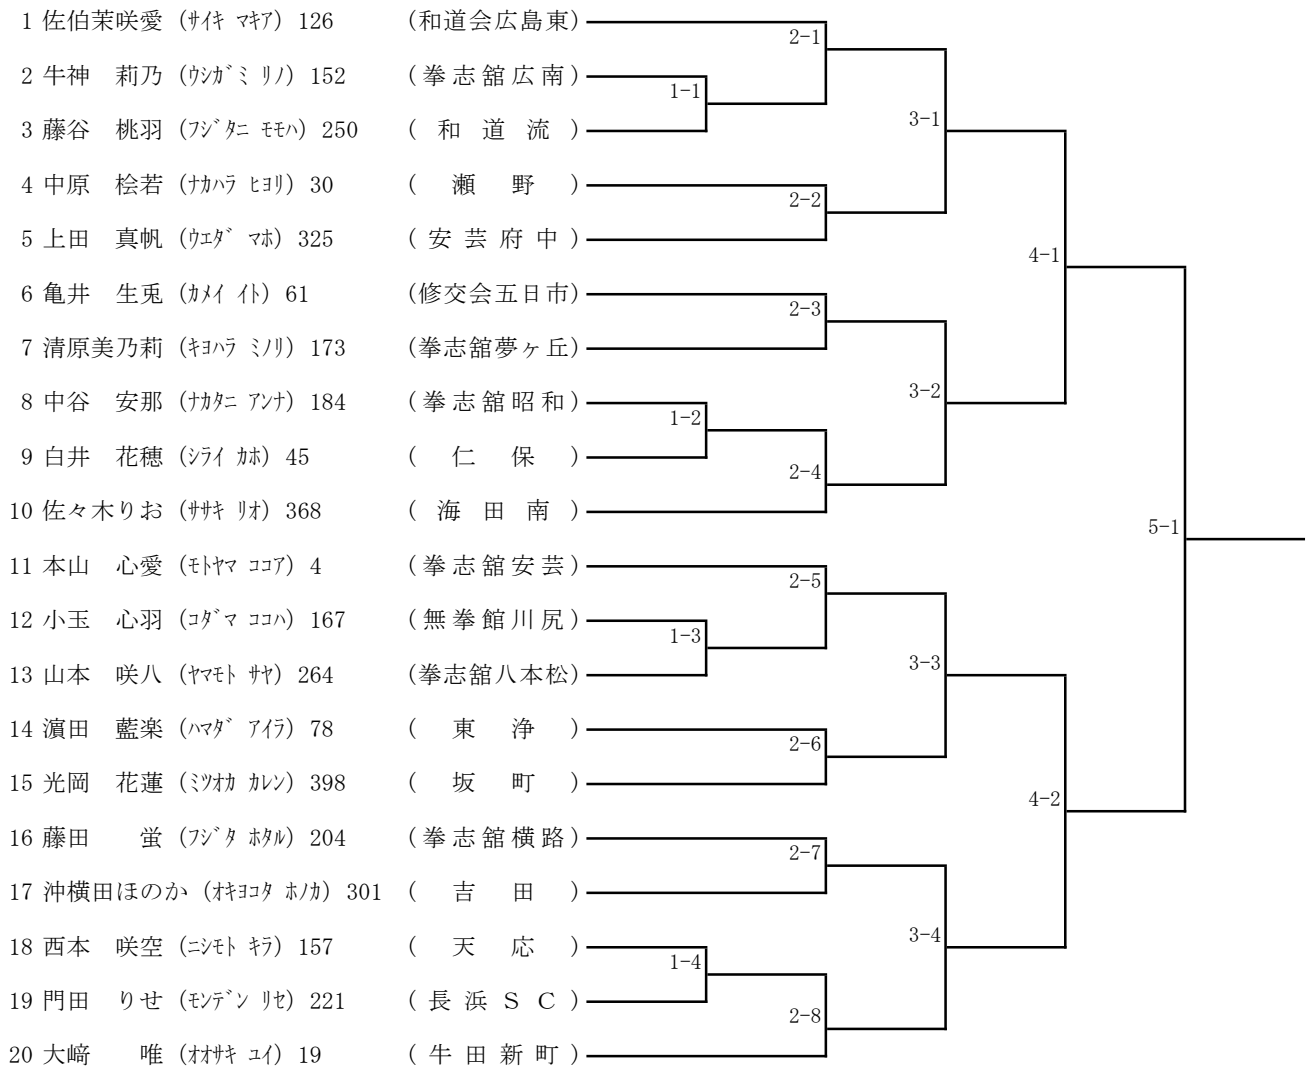 1 佐伯茉咲愛 (ｻｲｷ ﾏｷｱ) 126 (和道会広島東)
2-1
2 牛神　莉乃 (ｳｼｶﾞﾐ ﾘﾉ) 152 (拳志舘広南)
1-1
3 藤谷　桃羽 (ﾌｼﾞﾀﾆ ﾓﾓﾊ) 250 (和道流)
3-1
4 中原　桧若 (ﾅｶﾊﾗ ﾋﾖﾘ) 30 (瀬野)
2-2
5 上田　真帆 (ｳｴﾀﾞ ﾏﾎ) 325 (安芸府中)
4-1
6 亀井　生兎 (ｶﾒｲ ｲﾄ) 61 (修交会五日市)
2-3
7 清原美乃莉 (ｷﾖﾊﾗ ﾐﾉﾘ) 173 (拳志舘夢ヶ丘)
3-2
8 中谷　安那 (ﾅｶﾀﾆ ｱﾝﾅ) 184 (拳志舘昭和)
1-2
9 白井　花穂 (ｼﾗｲ ｶﾎ) 45 (仁保)
2-4
10 佐々木りお (ｻｻｷ ﾘｵ) 368 (海田南)
5-1
11 本山　心愛 (ﾓﾄﾔﾏ ｺｺｱ) 4 (拳志舘安芸)
2-5
12 小玉　心羽 (ｺﾀﾞﾏ ｺｺﾊ) 167 (無拳館川尻)
1-3
13 山本　咲八 (ﾔﾏﾓﾄ ｻﾔ) 264 (拳志舘八本松)
3-3
14 濵田　藍楽 (ﾊﾏﾀﾞ ｱｲﾗ) 78 (東浄)
2-6
15 光岡　花蓮 (ﾐﾂｵｶ ｶﾚﾝ) 398 (坂町)
4-2
16 藤田　　蛍 (ﾌｼﾞﾀ ﾎﾀﾙ) 204 (拳志舘横路)
2-7
17 沖横田ほのか (ｵｷﾖｺﾀ ﾎﾉｶ) 301 (吉田)
3-4
18 西本　咲空 (ﾆｼﾓﾄ ｷﾗ) 157 (天応)
1-4
19 門田　りせ (ﾓﾝﾃﾞﾝ ﾘｾ) 221 (長浜ＳＣ)
2-8
20 大﨑　　唯 (ｵｵｻｷ ﾕｲ) 19 (牛田新町)